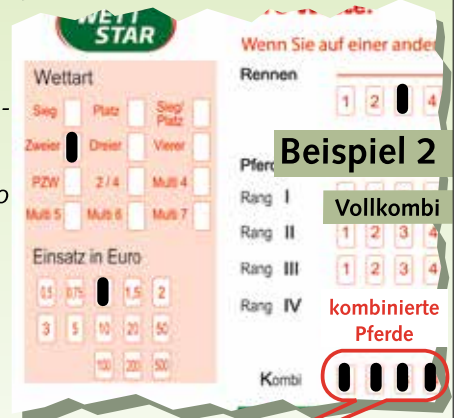 WETT
STAR
Wettart
Sieg Platz Sieg/
Platz
Zweier Dreier Vierer
PZW 2/4 Multi 4
Multi 5 Multi 6 Multi 7
Einsatz in Euro
0,5 0,75 1,5 2
3 5 10 20 50
100 200 500
Wenn Sie auf einer ander
Rennen
1 2 4
Beispiel 2
Pferd
Rang I
Vollkombi
Rang II 1 2 3 4
Rang III 1 2 3 4
Rang IV
kombinierte
Pferde
Kombi